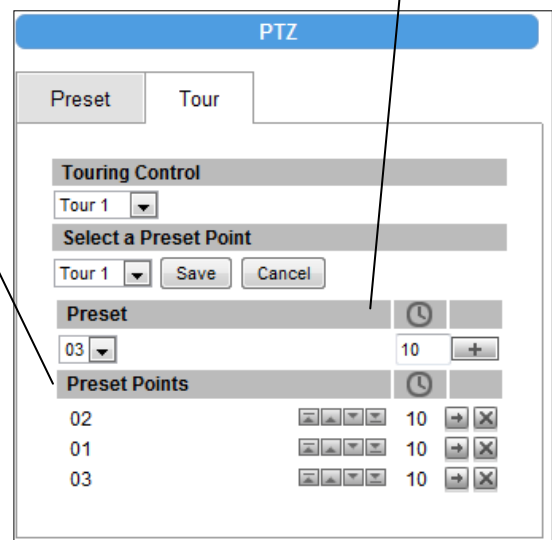 PTZ
Preset Tour
Touring Control
Tour 1
Select a Preset Point
Tour 1 Save Cancel
Preset
03 10 +
Preset Points
02 10
01 10
03 10